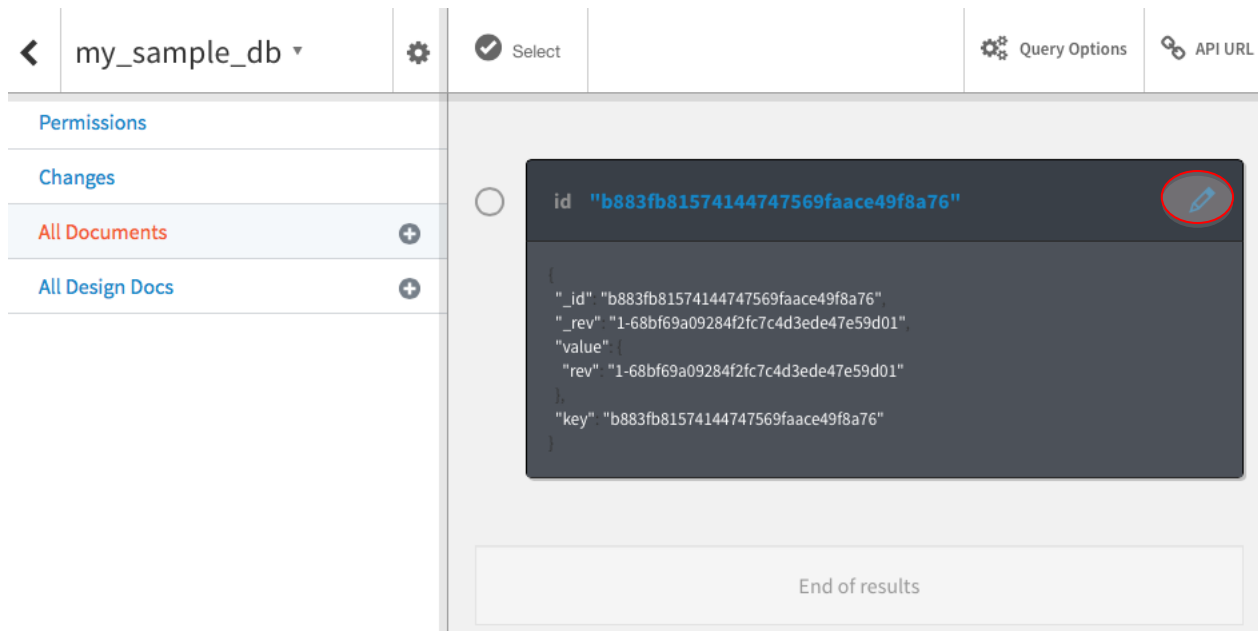 my_sample_db
Select
Query Options
API URL
Permissions
Changes
All Documents
All Design Docs
id "b883fb81574144747569faace49f8a76"
{
"_id": "b883fb81574144747569faace49f8a76",
"_rev": "1-68bf69a09284f2fc7c4d3ede47e59d01",
"value": {
"rev": "1-68bf69a09284f2fc7c4d3ede47e59d01"
},
"key": "b883fb81574144747569faace49f8a76"
}
End of results